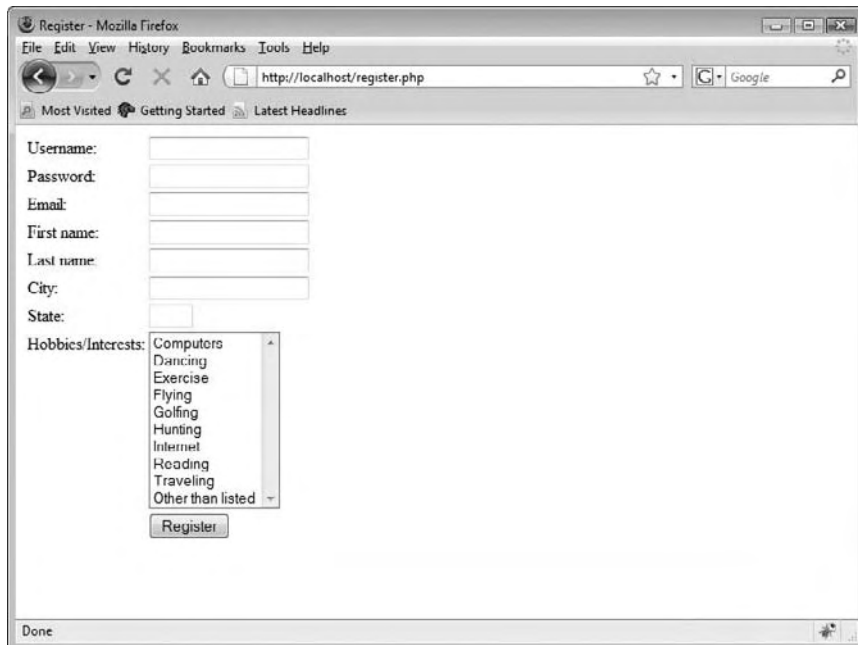 Register - Mozilla Firefox
File Edit View History Bookmarks Tools Help
http://localhost/register.php
G Google
Most Visited Getting Started Latest Headlines
Username:
Password:
Email:
First name:
Last name:
City:
State:
Hobbies/Interests:
Computers
Dancing
Exercise
Flying
Golfing
Hunting
Internet
Reading
Traveling
Other than listed
Register
Done